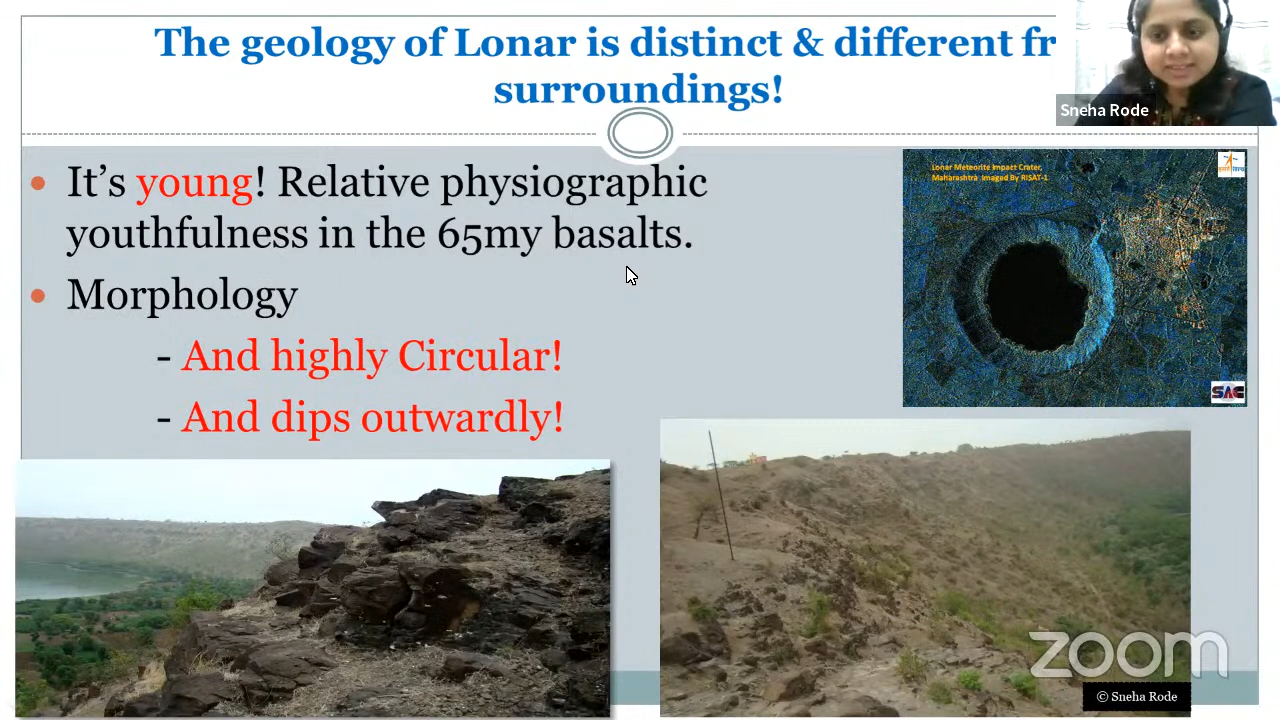 The geology of Lonar is distinct & different fr
surroundings!
Sneha Rode
• It's young! Relative physiographic
youthfulness in the 65my basalts.
Lonar Meteorite Impact Crater,
Maharashtra Imaged By RISAT-1
• Morphology
- And highly Circular!
- And dips outwardly!
SAC
zoom
© Sneha Rode